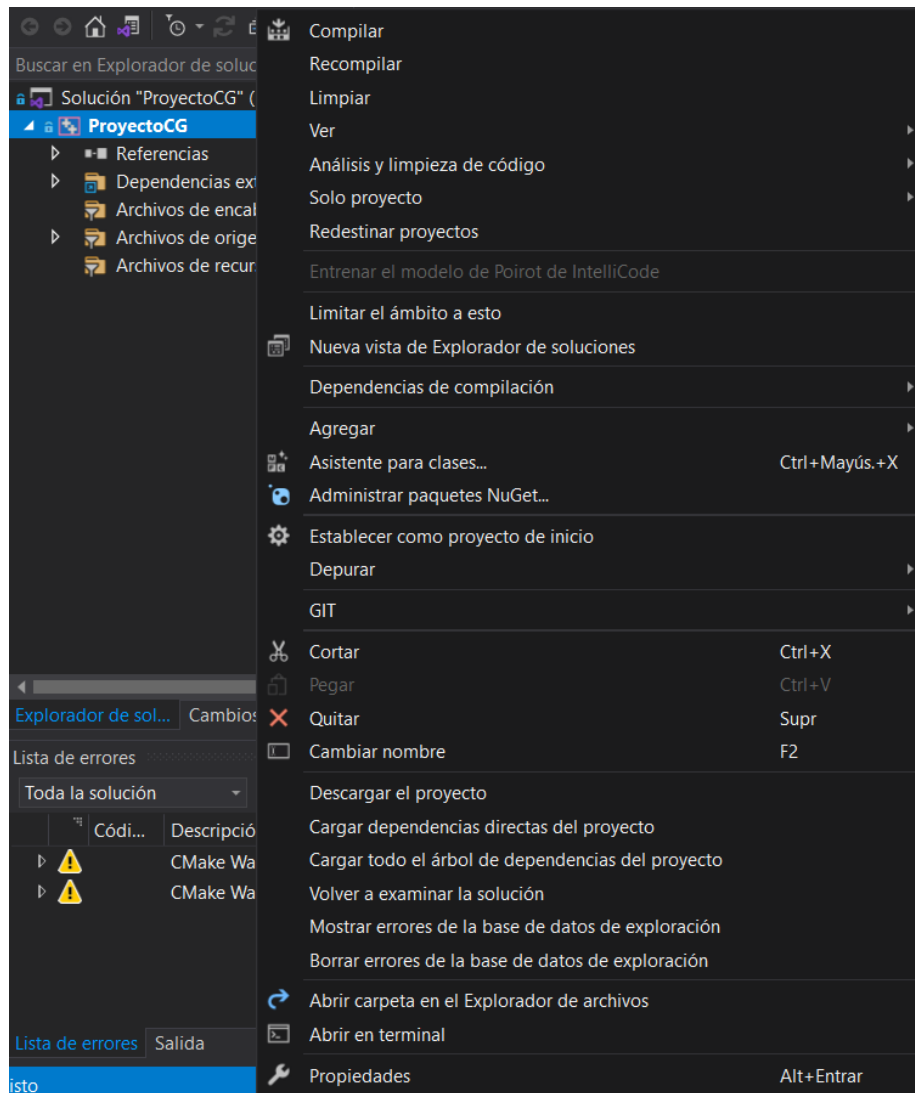 Buscar en Explorador de soluc
Solución "ProyectoCG" (
ProyectoCG
Referencias
Dependencias ext
Archivos de encab
Archivos de orige
Archivos de recur
Explorador de sol... Cambios
Lista de errores
Toda la solución
Códi... Descripció
CMake Wa
CMake Wa
Lista de errores Salida
isto
Compilar
Recompilar
Limpiar
Ver
Análisis y limpieza de código
Solo proyecto
Redestinar proyectos
Entrenar el modelo de Poirot de IntelliCode
Limitar el ámbito a esto
Nueva vista de Explorador de soluciones
Dependencias de compilación
Agregar
Asistente para clases... Ctrl+Mayús.+X
Administrar paquetes NuGet...
Establecer como proyecto de inicio
Depurar
GIT
Cortar Ctrl+X
Pegar Ctrl+V
Quitar Supr
Cambiar nombre F2
Descargar el proyecto
Cargar dependencias directas del proyecto
Cargar todo el árbol de dependencias del proyecto
Volver a examinar la solución
Mostrar errores de la base de datos de exploración
Borrar errores de la base de datos de exploración
Abrir carpeta en el Explorador de archivos
Abrir en terminal
Propiedades Alt+Entrar